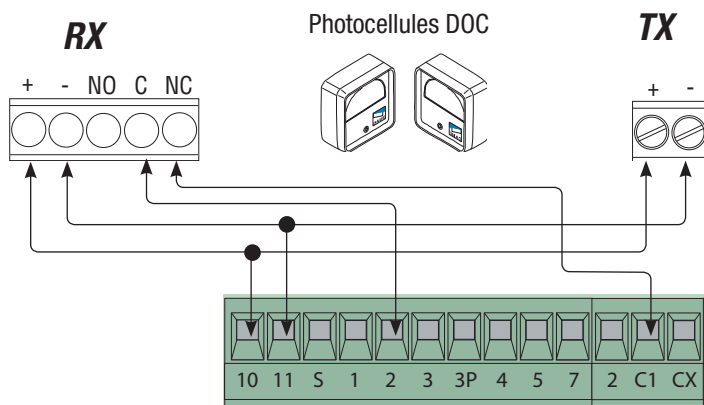 RX
Photocellules DOC
TX
+ - NO C NC
+ -
10 11 S 1 2 3 3P 4 5 7 2 C1 CX